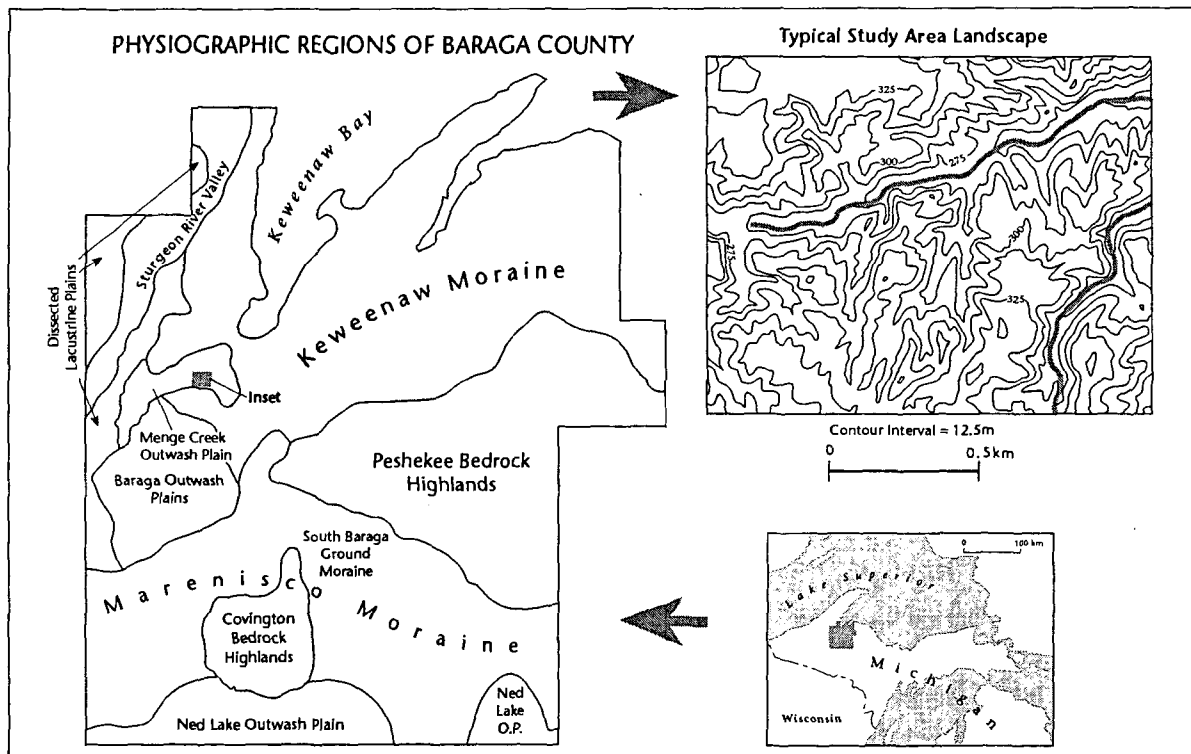 PHYSIOGRAPHIC REGIONS OF BARAGA COUNTY
Keweenaw Bay
Sturgeon River Valley
Dissected
Lacustrine Plains
Keweenaw Moraine
Inset
Menge Creek
Outwash Plain
Baraga Outwash
Plains
Peshekee Bedrock
Highlands
South Baraga
Ground
Moraine
Marenisco Moraine
Covington
Bedrock
Highlands
Ned Lake Outwash Plain
Ned
Lake
O.P.
Typical Study Area Landscape
325
300
275
300
275
325
Contour Interval = 12.5m
0 0.5km
0 100 km
Lake Superior
Michigan
Wisconsin